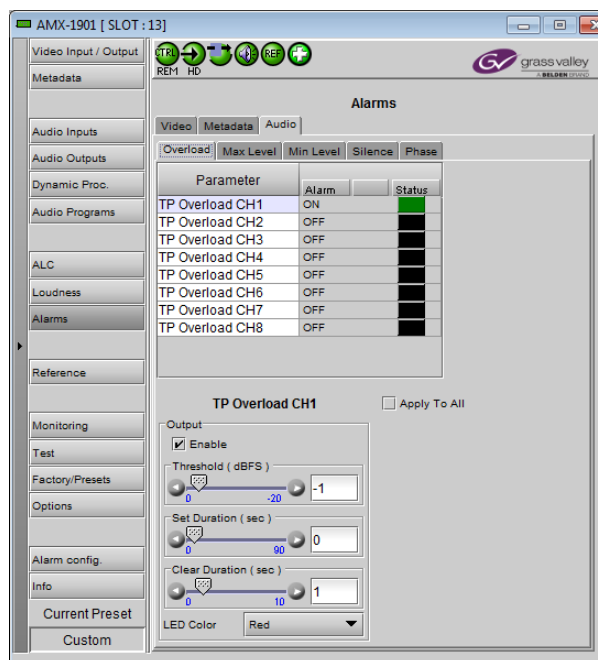 AMX-1901 [ SLOT : 13]
Video Input / Output
Metadata
Audio Inputs
Audio Outputs
Dynamic Proc.
Audio Programs
ALC
Loudness
Alarms
Reference
Monitoring
Test
Factory/Presets
Options
Alarm config.
Info
Current Preset
Custom
CTRL REF
REM HD
grass valley
A BELDEN BRAND
Alarms
Video Metadata Audio
Overload Max Level Min Level Silence Phase
Parameter Alarm Status
TP Overload CH1 ON
TP Overload CH2 OFF
TP Overload CH3 OFF
TP Overload CH4 OFF
TP Overload CH5 OFF
TP Overload CH6 OFF
TP Overload CH7 OFF
TP Overload CH8 OFF
TP Overload CH1 Apply To All
Output
Enable
Threshold ( dBFS )
0 -20 -1
Set Duration ( sec )
0 90 0
Clear Duration ( sec )
0 10 1
LED Color Red